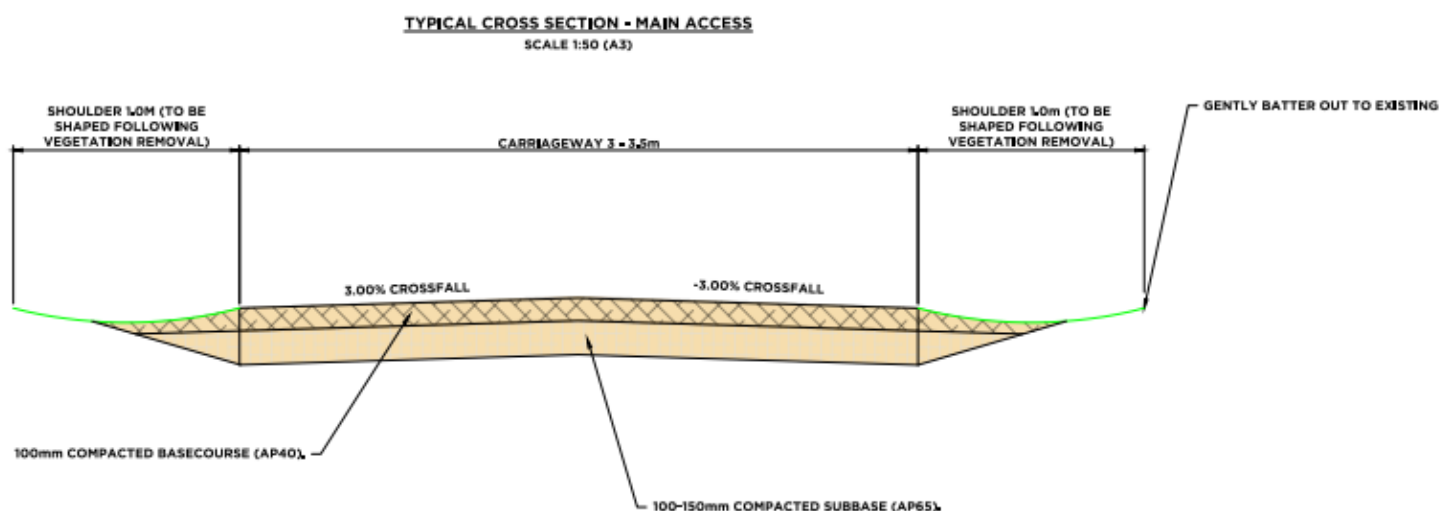 TYPICAL CROSS SECTION - MAIN ACCESS
SCALE 1:50 (A3)
SHOULDER 1.0M (TO BE
SHAPED FOLLOWING
VEGETATION REMOVAL)
CARRIAGEWAY 3 - 3.5m
SHOULDER 1.0m (TO BE
SHAPED FOLLOWING
VEGETATION REMOVAL)
GENTLY BATTER OUT TO EXISTING
3.00% CROSSFALL
-3.00% CROSSFALL
100mm COMPACTED BASECOURSE (AP40).
100-150mm COMPACTED SUBBASE (AP65).